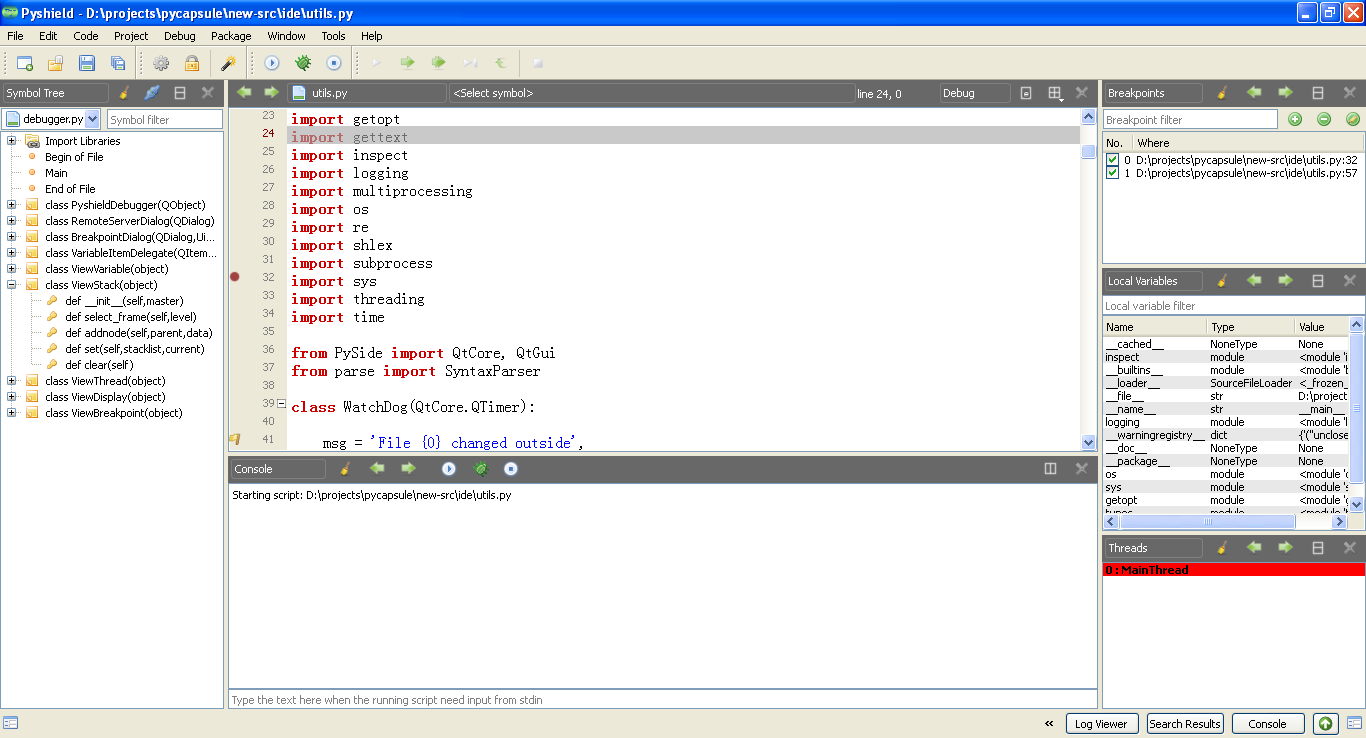 Pyshield - D:\projects\pycapsule\new-src\ide\utils.py
File Edit Code Project Debug Package Window Tools Help
Symbol Tree
debugger.py
Symbol filter
Import Libraries
Begin of File
Main
End of File
class PyshieldDebugger(QObject)
class RemoteServerDialog(QDialog)
class BreakpointDialog(QDialog,Ui...
class VariableItemDelegate(QItem...
class ViewVariable(object)
class ViewStack(object)
def __init__(self,master)
def select_frame(self,level)
def addnode(self,parent,data)
def set(self,stacklist,current)
def clear(self)
class ViewThread(object)
class ViewDisplay(object)
class ViewBreakpoint(object)
utils.py <Select symbol> line 24, 0 Debug
23 import getopt
24 import gettext
25 import inspect
26 import logging
27 import multiprocessing
28 import os
29 import re
30 import shlex
31 import subprocess
32 import sys
33 import threading
34 import time
35
36 from PySide import QtCore, QtGui
37 from parse import SyntaxParser
38
39 class WatchDog(QtCore.QTimer):
40
41 msg = 'File {0} changed outside',
Console
Starting script: D:\projects\pycapsule\new-src\ide\utils.py
Type the text here when the running script need input from stdin
Breakpoints
Breakpoint filter
No. Where
0 D:\projects\pycapsule\new-src\ide\utils.py:32
1 D:\projects\pycapsule\new-src\ide\utils.py:57
Local Variables
Local variable filter
Name Type Value
__cached__ NoneType None
inspect module <module 'i
__builtins__ module <module 'b
__loader__ SourceFileLoader <_frozen_
__file__ str D:\project
__name__ str __main__
logging module <module 'l
__warningregistry__ dict {'("unclose
__doc__ NoneType None
__package__ NoneType None
os module <module 'o
sys module <module 's
getopt module <module 'g
types module <module 't
Threads
0 : MainThread
« Log Viewer Search Results Console